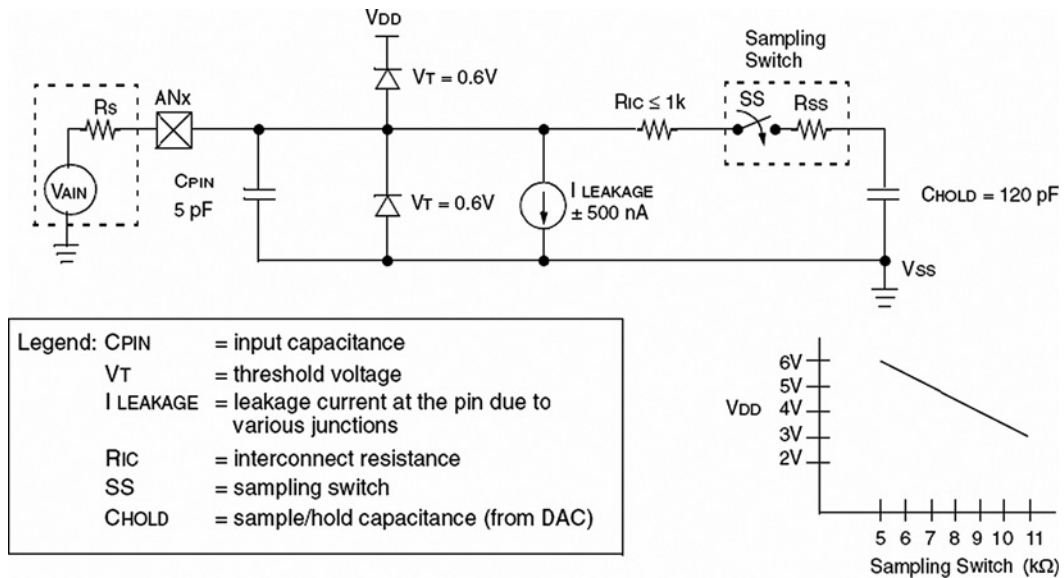 VDD
Sampling
Switch
VT = 0.6V
RS
ANx
RIC ≤ 1k
SS
RSS
VAIN
CPIN
5 pF
VT = 0.6V
I LEAKAGE
± 500 nA
CHOLD = 120 pF
VSS
Legend: CPIN = input capacitance
VT = threshold voltage
I LEAKAGE = leakage current at the pin due to
various junctions
RIC = interconnect resistance
SS = sampling switch
CHOLD = sample/hold capacitance (from DAC)
6V
5V
VDD 4V
3V
2V
5 6 7 8 9 10 11
Sampling Switch (kΩ)